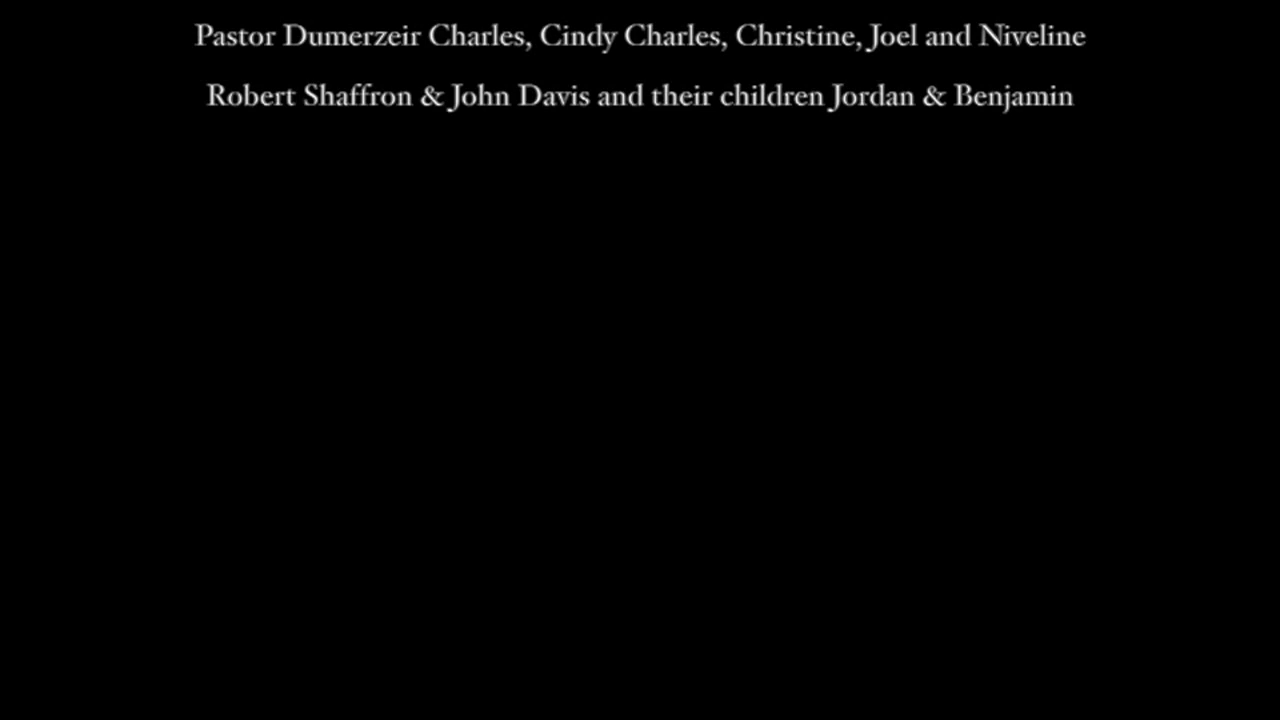 Pastor Dumerzeir Charles, Cindy Charles, Christine, Joel and Niveline
Robert Shaffron & John Davis and their children Jordan & Benjamin